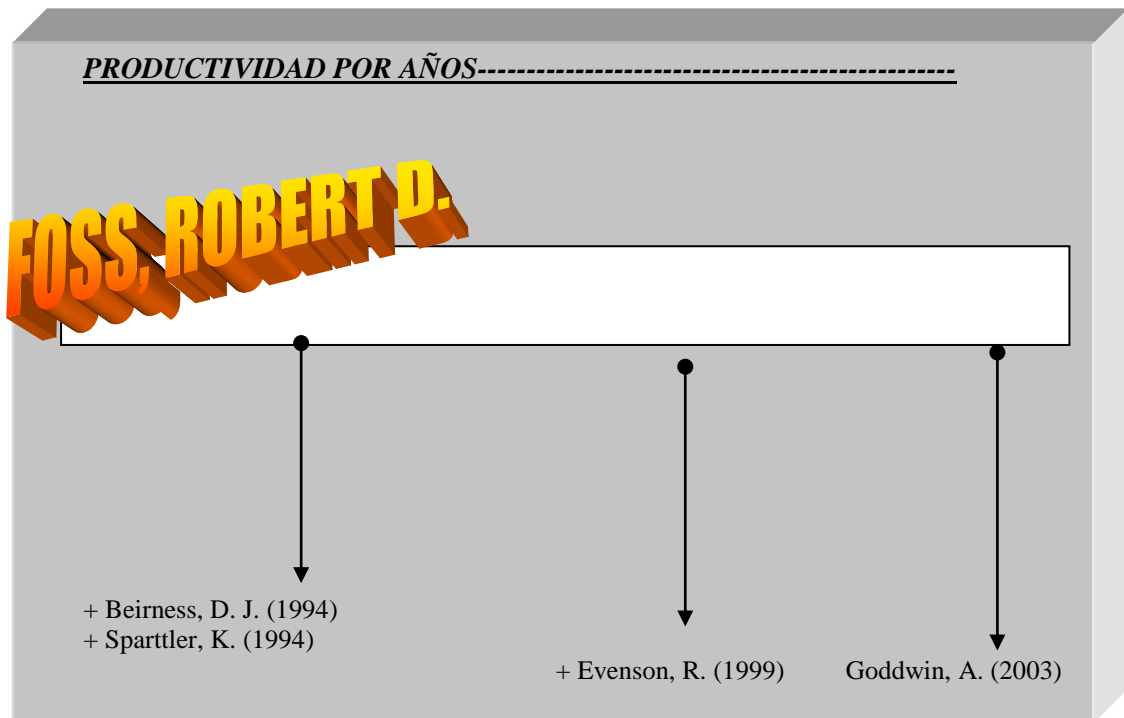 PRODUCTIVIDAD POR AÑOS-------------------------------------------------
FOSS, ROBERT D.
+ Beirness, D. J. (1994)
+ Sparttler, K. (1994)
+ Evenson, R. (1999)
Goddwin, A. (2003)